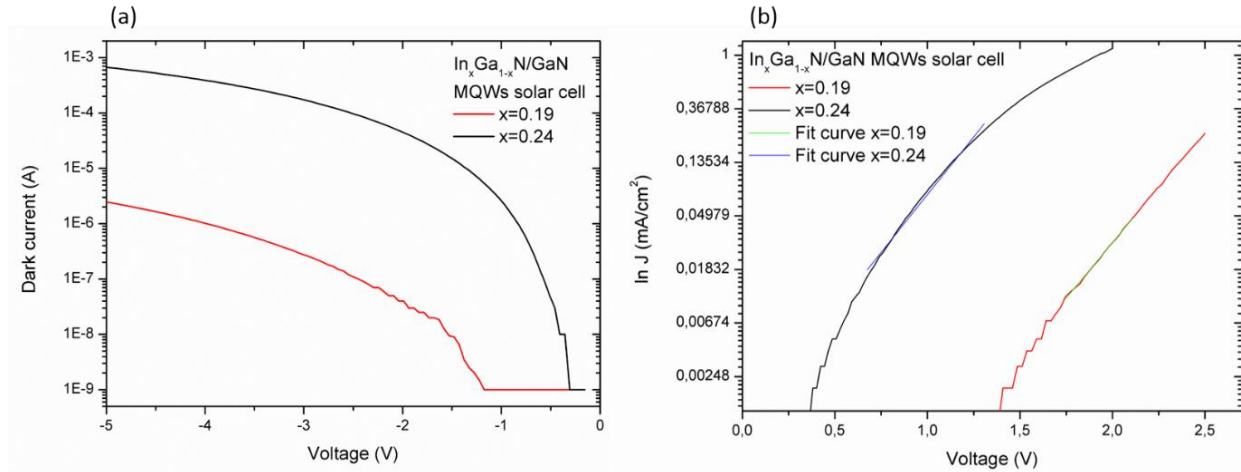 (a)
1E-3
1E-4
1E-5
1E-6
1E-7
1E-8
1E-9
Dark current (A)
InxGa1-xN/GaN
MQWs solar cell
x=0.19
x=0.24
-5
-4
-3
-2
-1
0
Voltage (V)
(b)
1
0,36788
0,13534
0,04979
0,01832
0,00674
0,00248
ln J (mA/cm²)
InxGa1-xN/GaN MQWs solar cell
x=0.19
x=0.24
Fit curve x=0.19
Fit curve x=0.24
0,0
0,5
1,0
1,5
2,0
2,5
Voltage (V)